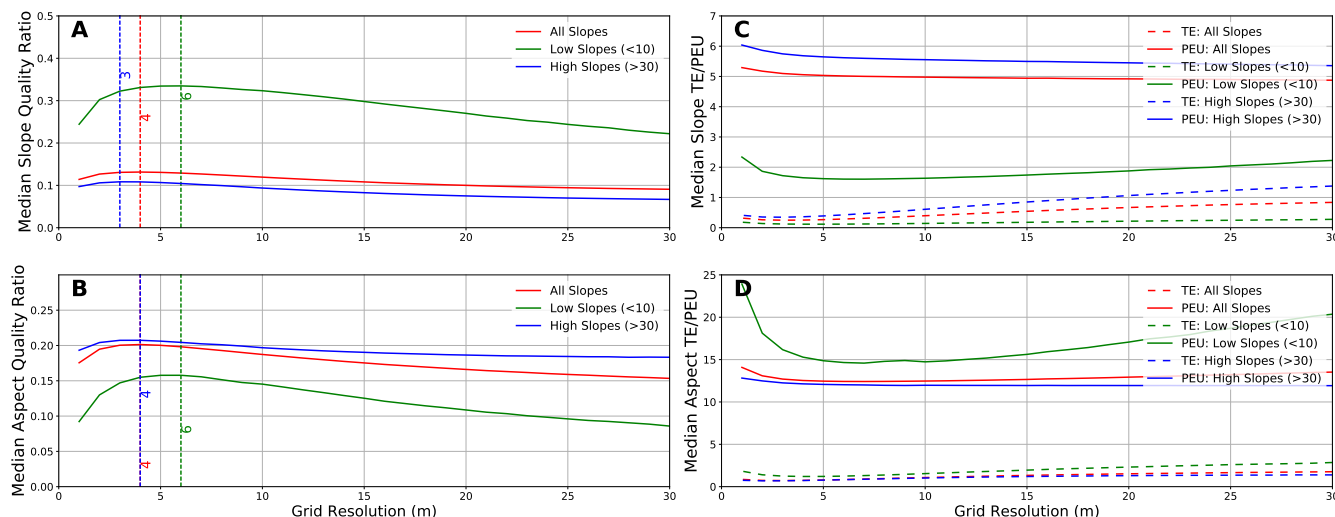 A
Median Slope Quality Ratio
0.5
0.4
0.3
0.2
0.1
0.0
0 5 10 15 20 25 30
3
4
6
All Slopes
Low Slopes (<10)
High Slopes (>30)
C
Median Slope TE/PEU
7
6
5
4
3
2
1
0
0 5 10 15 20 25 30
TE: All Slopes
PEU: All Slopes
TE: Low Slopes (<10)
PEU: Low Slopes (<10)
TE: High Slopes (>30)
PEU: High Slopes (>30)
B
Median Aspect Quality Ratio
0.25
0.20
0.15
0.10
0.05
0.00
0 5 10 15 20 25 30
Grid Resolution (m)
4
4
6
All Slopes
Low Slopes (<10)
High Slopes (>30)
D
Median Aspect TE/PEU
25
20
15
10
5
0
0 5 10 15 20 25 30
Grid Resolution (m)
TE: All Slopes
PEU: All Slopes
TE: Low Slopes (<10)
PEU: Low Slopes (<10)
TE: High Slopes (>30)
PEU: High Slopes (>30)